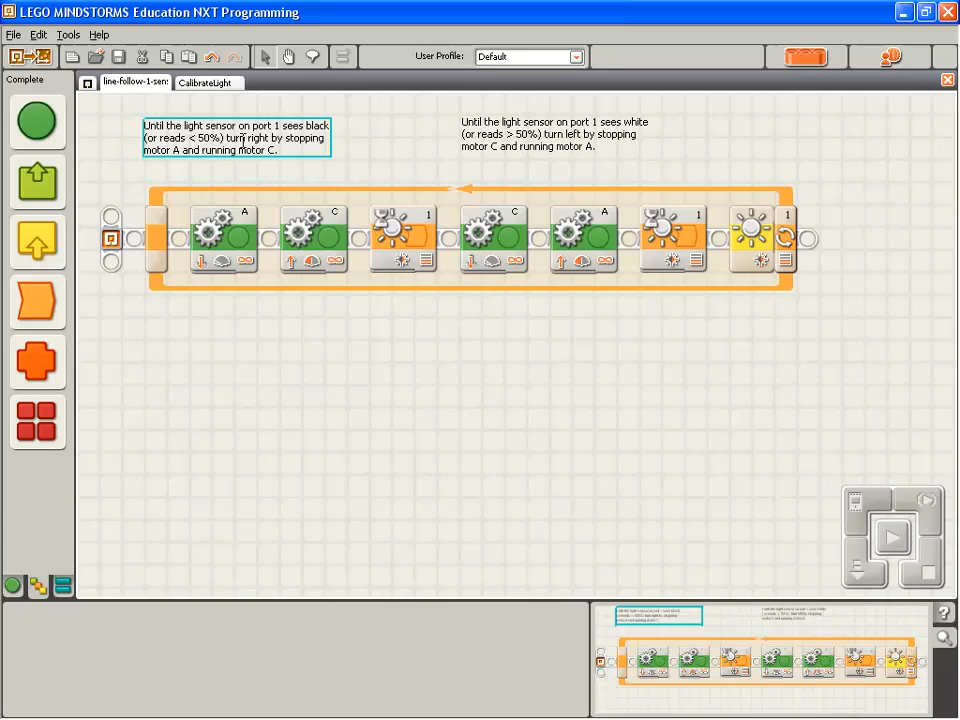 LEGO MINDSTORMS Education NXT Programming
File Edit Tools Help
User Profile: Default
Complete
line-follow-1-sen: CalibrateLight
Until the light sensor on port 1 sees black
(or reads < 50%) turn right by stopping
motor A and running motor C.
Until the light sensor on port 1 sees white
(or reads > 50%) turn left by stopping
motor C and running motor A.
A C 1 C A 1 1
?